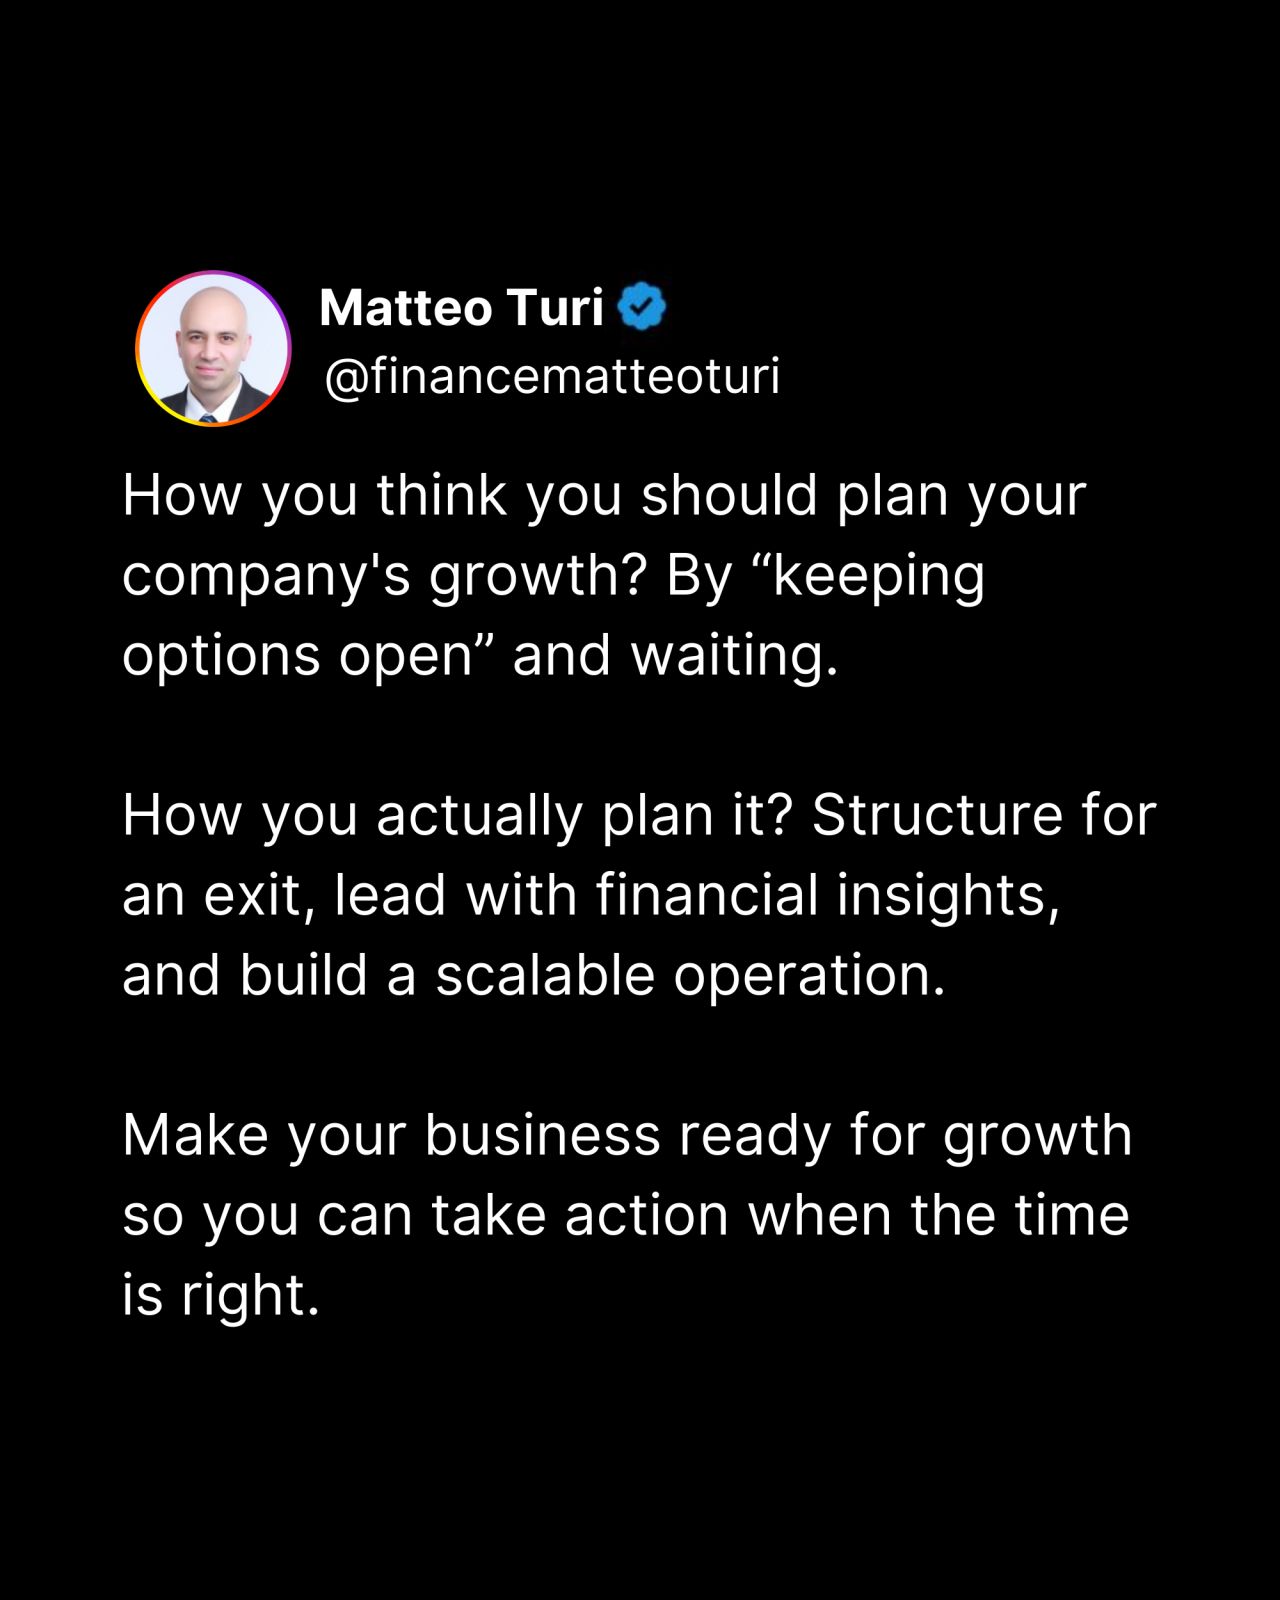 Matteo Turi
@financematteoturi
How you think you should plan your
company's growth? By “keeping
options open” and waiting.
How you actually plan it? Structure for
an exit, lead with financial insights,
and build a scalable operation.
Make your business ready for growth
so you can take action when the time
is right.